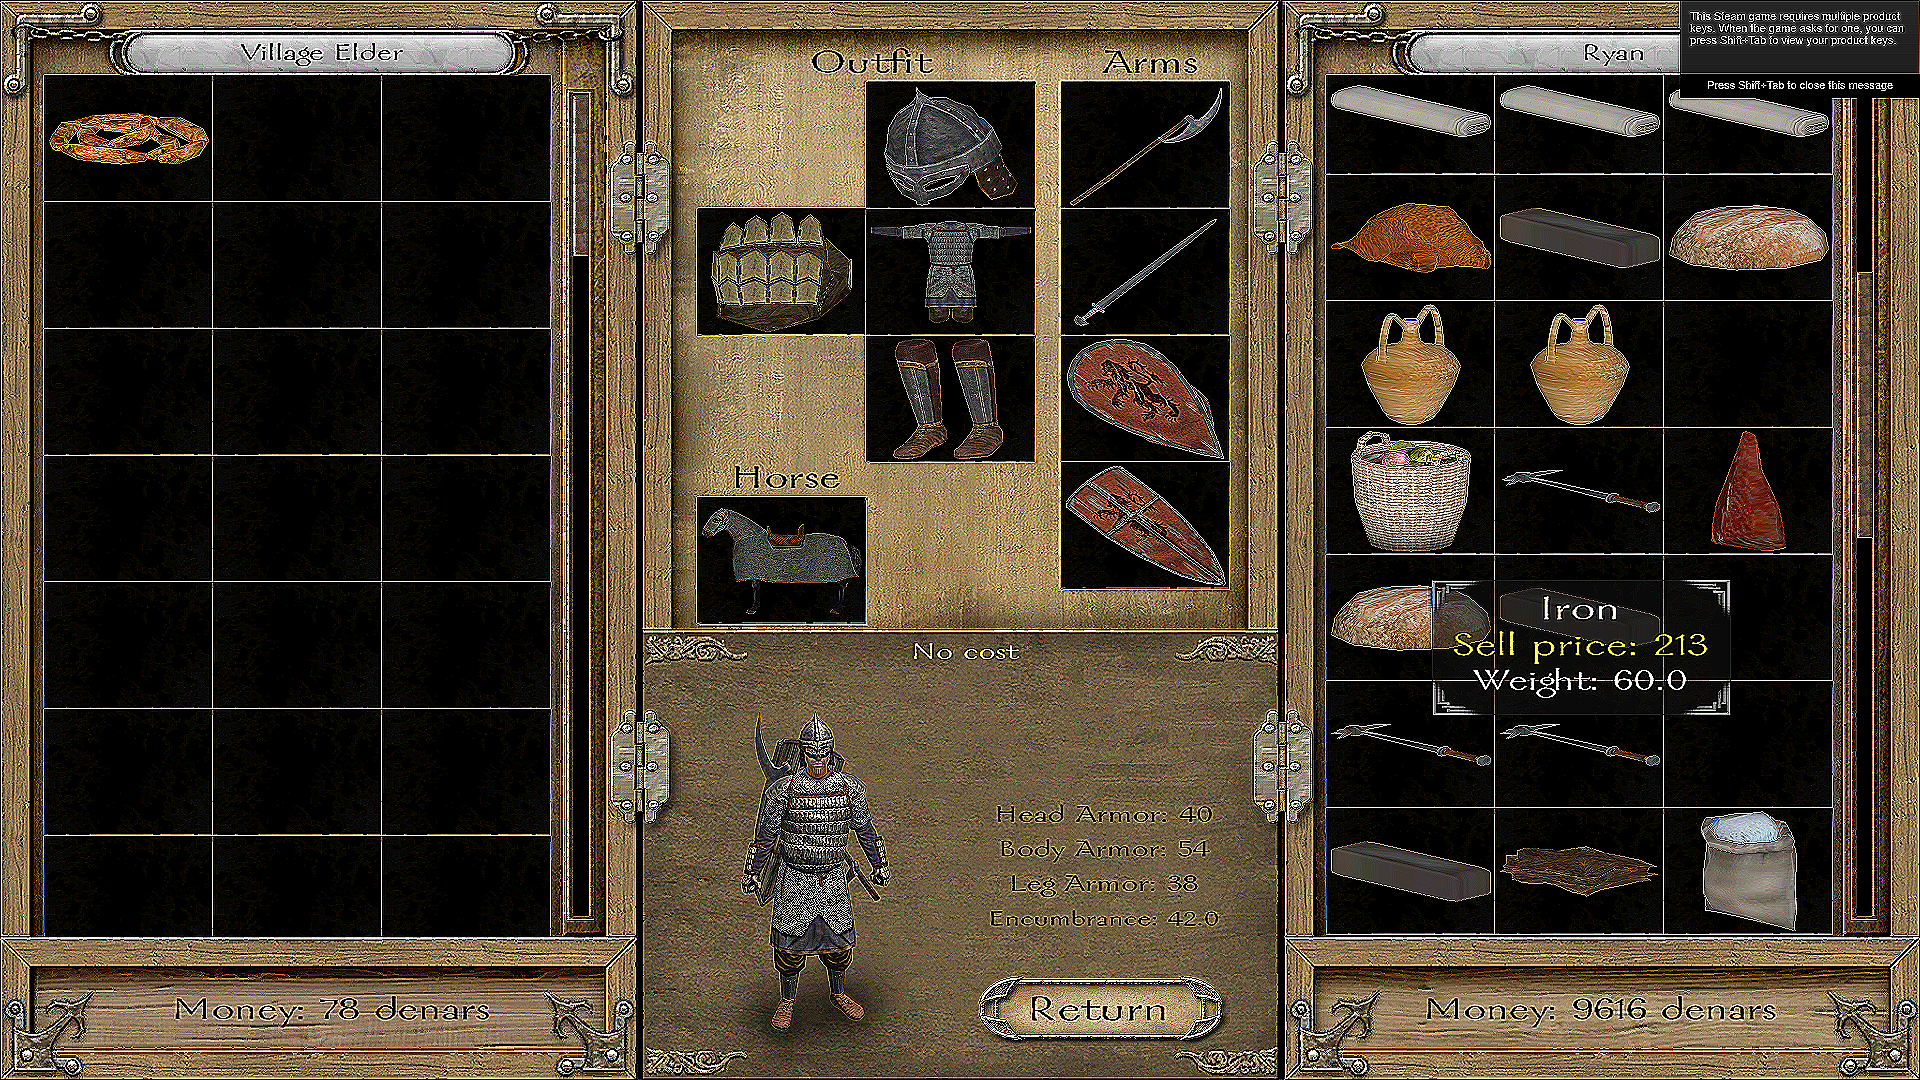 Village Elder
Outfit
Arms
Ryan
This Steam game requires multiple product
keys. When the game asks for one, you can
press Shift+Tab to view your product keys.
Press Shift+Tab to close this message
Horse
No cost
Iron
Sell price: 213
Weight: 60.0
Head Armor: 40
Body Armor: 54
Leg Armor: 38
Encumbrance: 42.0
Return
Money: 78 denars
Money: 9616 denars